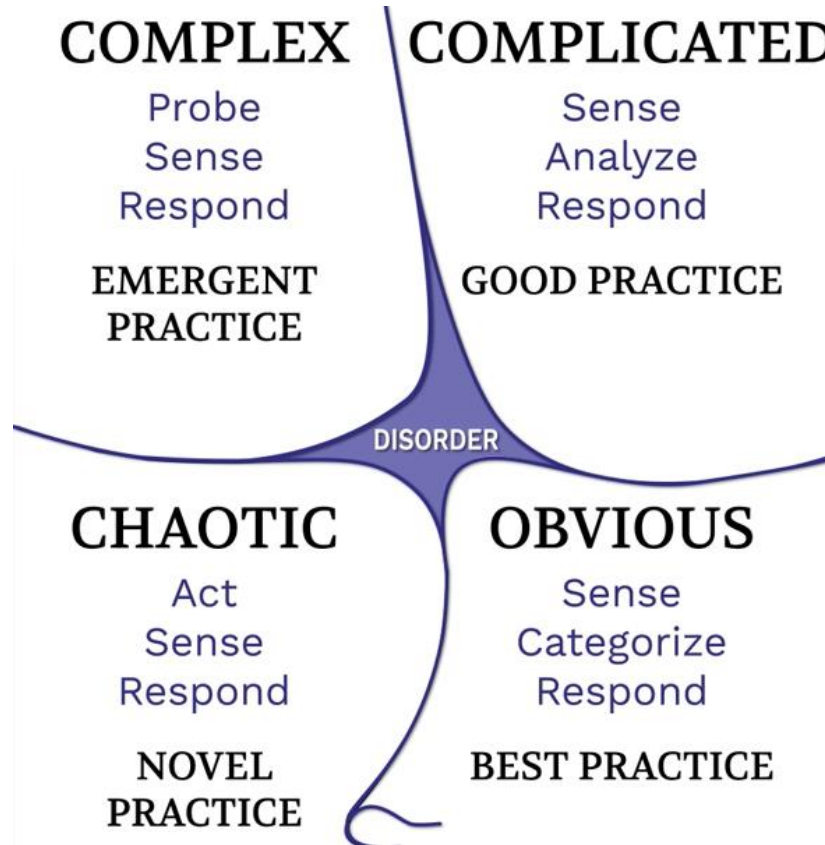 COMPLEX
Probe
Sense
Respond
EMERGENT
PRACTICE
COMPLICATED
Sense
Analyze
Respond
GOOD PRACTICE
DISORDER
CHAOTIC
Act
Sense
Respond
NOVEL
PRACTICE
OBVIOUS
Sense
Categorize
Respond
BEST PRACTICE